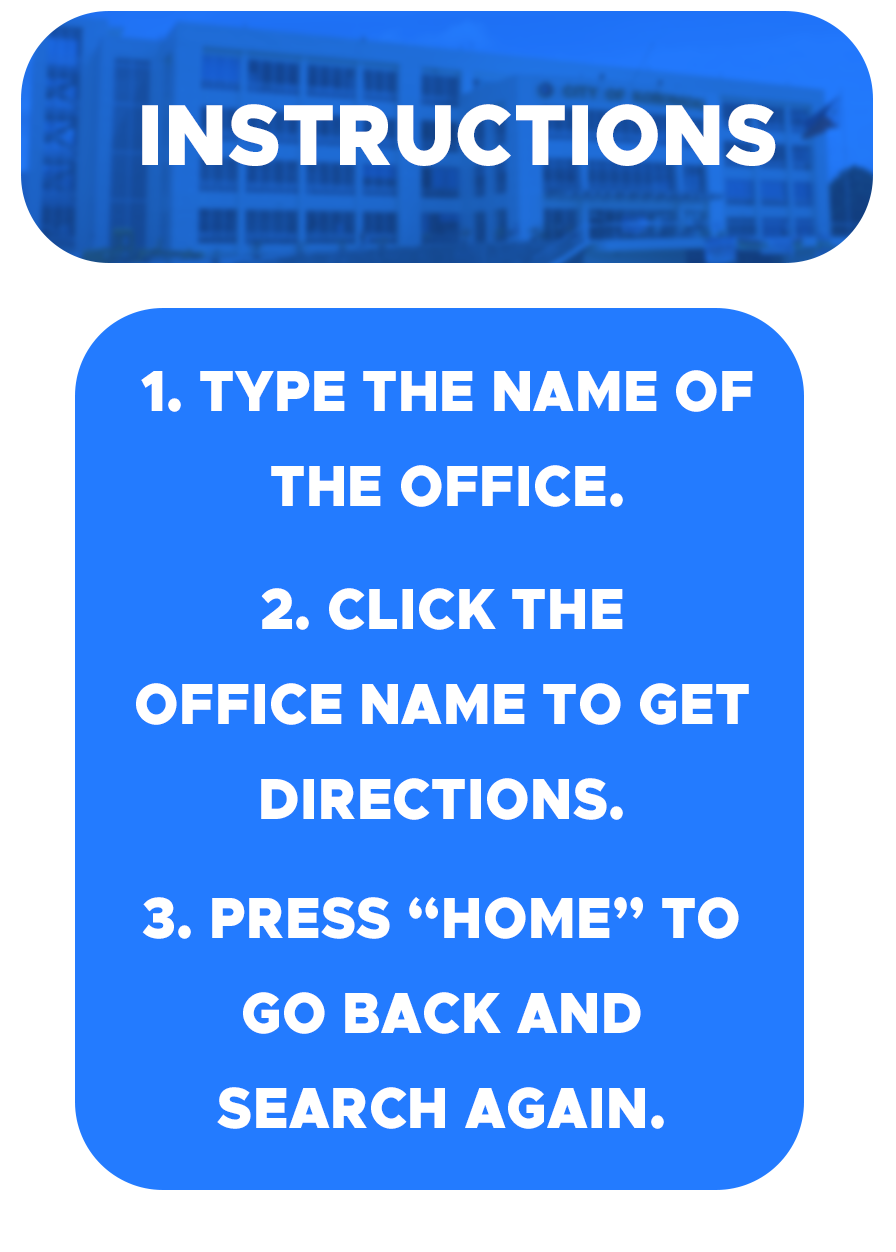 INSTRUCTIONS
1. TYPE THE NAME OF
THE OFFICE.
2. CLICK THE
OFFICE NAME TO GET
DIRECTIONS.
3. PRESS “HOME” TO
GO BACK AND
SEARCH AGAIN.